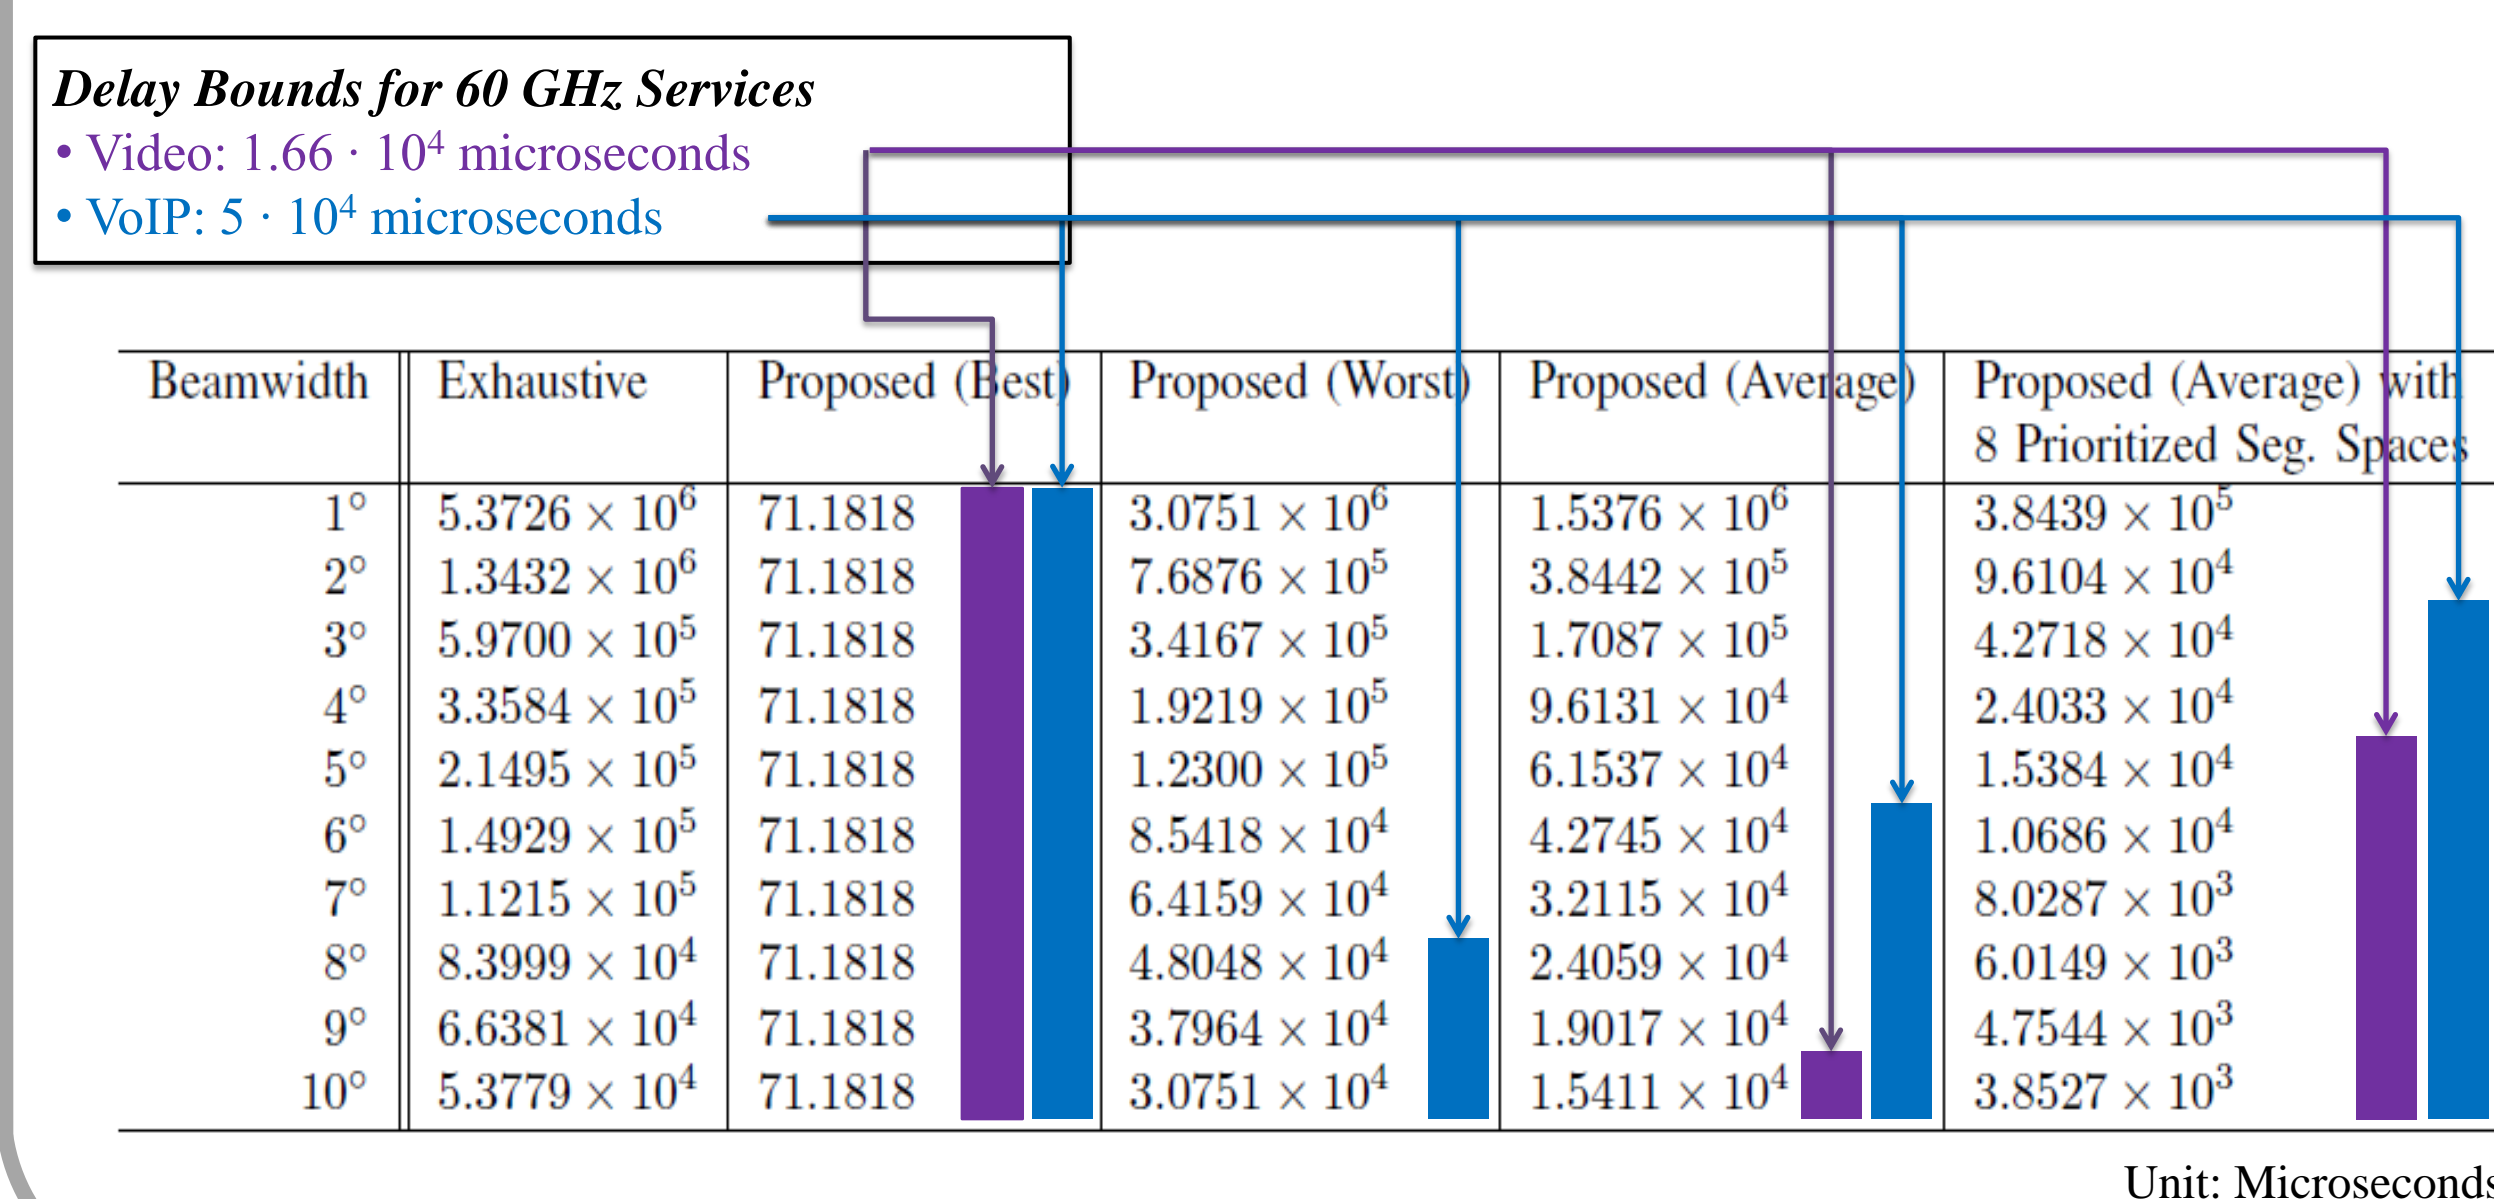 Delay Bounds for 60 GHz Services
• Video: 1.66 · 10⁴ microseconds
• VoIP: 5 · 10⁴ microseconds
Beamwidth Exhaustive Proposed (Best) Proposed (Worst) Proposed (Average) Proposed (Average) with
8 Prioritized Seg. Spaces
1° 5.3726 × 10⁶ 71.1818 3.0751 × 10⁶ 1.5376 × 10⁶ 3.8439 × 10⁵
2° 1.3432 × 10⁶ 71.1818 7.6876 × 10⁵ 3.8442 × 10⁵ 9.6104 × 10⁴
3° 5.9700 × 10⁵ 71.1818 3.4167 × 10⁵ 1.7087 × 10⁵ 4.2718 × 10⁴
4° 3.3584 × 10⁵ 71.1818 1.9219 × 10⁵ 9.6131 × 10⁴ 2.4033 × 10⁴
5° 2.1495 × 10⁵ 71.1818 1.2300 × 10⁵ 6.1537 × 10⁴ 1.5384 × 10⁴
6° 1.4929 × 10⁵ 71.1818 8.5418 × 10⁴ 4.2745 × 10⁴ 1.0686 × 10⁴
7° 1.1215 × 10⁵ 71.1818 6.4159 × 10⁴ 3.2115 × 10⁴ 8.0287 × 10³
8° 8.3999 × 10⁴ 71.1818 4.8048 × 10⁴ 2.4059 × 10⁴ 6.0149 × 10³
9° 6.6381 × 10⁴ 71.1818 3.7964 × 10⁴ 1.9017 × 10⁴ 4.7544 × 10³
10° 5.3779 × 10⁴ 71.1818 3.0751 × 10⁴ 1.5411 × 10⁴ 3.8527 × 10³
Unit: Microseconds